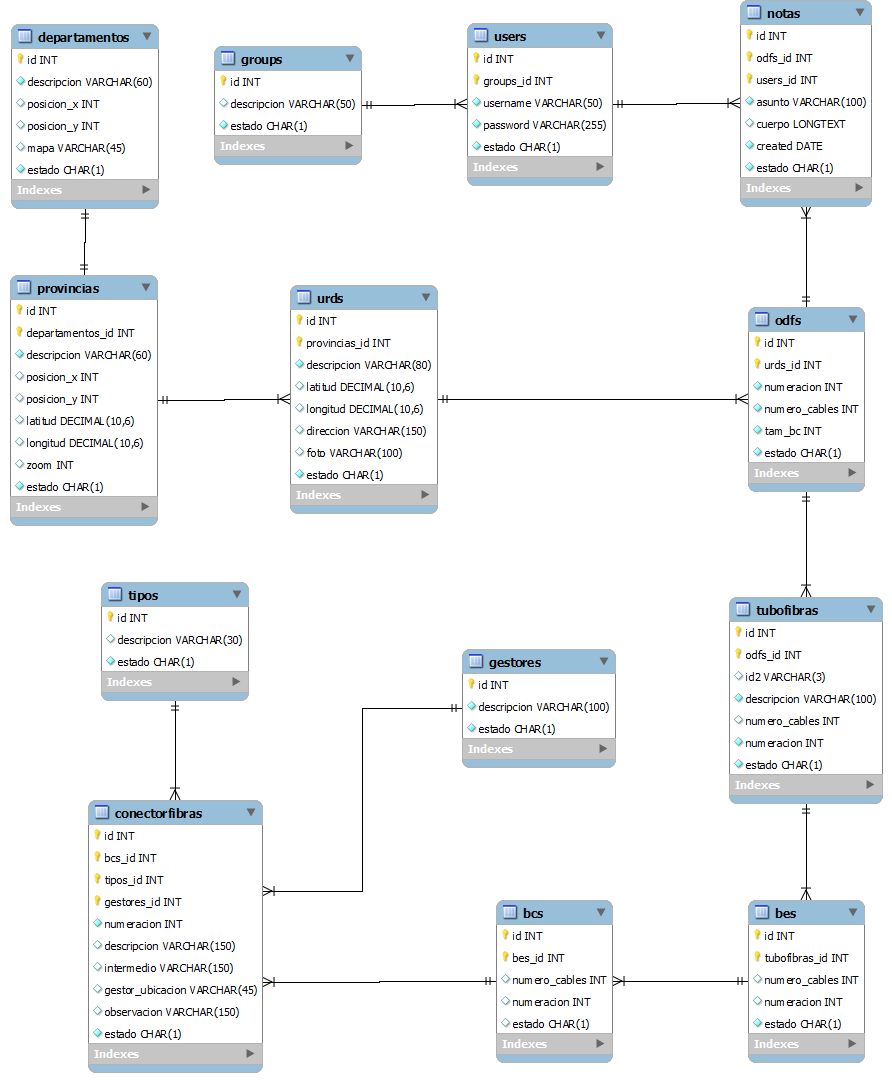 departamentos
id INT
descripcion VARCHAR(60)
posicion_x INT
posicion_y INT
mapa VARCHAR(45)
estado CHAR(1)
Indexes
groups
id INT
descripcion VARCHAR(50)
estado CHAR(1)
Indexes
users
id INT
groups_id INT
username VARCHAR(50)
password VARCHAR(255)
estado CHAR(1)
Indexes
notas
id INT
odfs_id INT
users_id INT
asunto VARCHAR(100)
cuerpo LONGTEXT
created DATE
estado CHAR(1)
Indexes
provincias
id INT
departamentos_id INT
descripcion VARCHAR(60)
posicion_x INT
posicion_y INT
latitud DECIMAL(10,6)
longitud DECIMAL(10,6)
zoom INT
estado CHAR(1)
Indexes
urds
id INT
provincias_id INT
descripcion VARCHAR(80)
latitud DECIMAL(10,6)
longitud DECIMAL(10,6)
direccion VARCHAR(150)
foto VARCHAR(100)
estado CHAR(1)
Indexes
odfs
id INT
urds_id INT
numeracion INT
numero_cables INT
tam_bc INT
estado CHAR(1)
Indexes
tipos
id INT
descripcion VARCHAR(30)
estado CHAR(1)
Indexes
gestores
id INT
descripcion VARCHAR(100)
estado CHAR(1)
Indexes
tubofibras
id INT
odfs_id INT
id2 VARCHAR(3)
descripcion VARCHAR(100)
numero_cables INT
numeracion INT
estado CHAR(1)
Indexes
conectorfibras
id INT
bcs_id INT
tipos_id INT
gestores_id INT
numeracion INT
descripcion VARCHAR(150)
intermedio VARCHAR(150)
gestor_ubicacion VARCHAR(45)
observacion VARCHAR(150)
estado CHAR(1)
Indexes
bcs
id INT
bes_id INT
numero_cables INT
numeracion INT
estado CHAR(1)
Indexes
bes
id INT
tubofibras_id INT
numero_cables INT
numeracion INT
estado CHAR(1)
Indexes